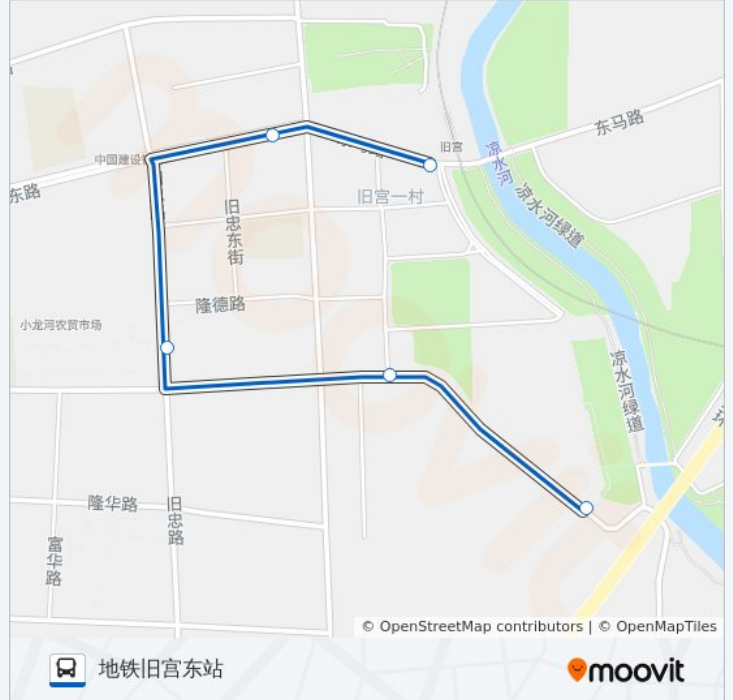 东马路
旧宫
中国建设银
凉水河
东路
旧宫一村
凉水河绿道
旧忠东街
隆德路
小龙河农贸市场
凉水河绿道
隆华路
旧忠路
富华路
© OpenStreetMap contributors | © OpenMapTiles
地铁旧宫东站
moovit